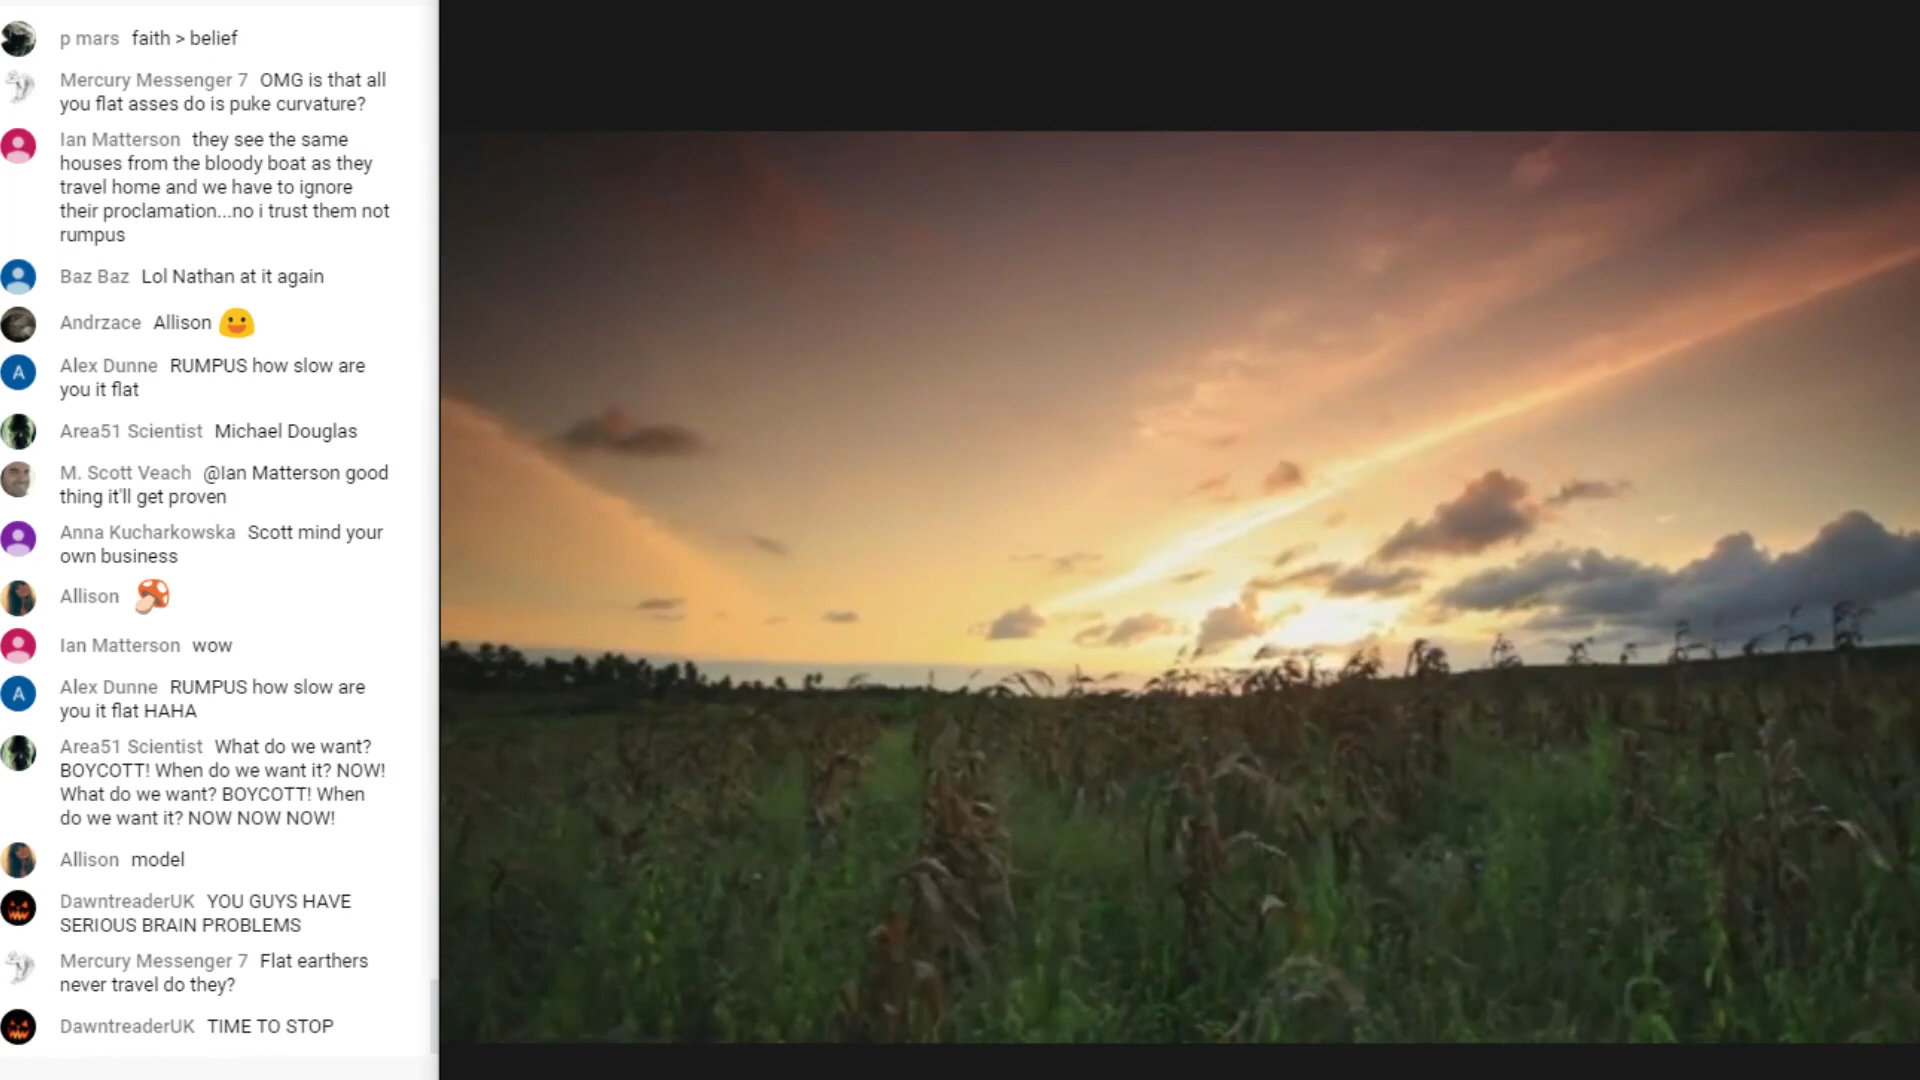 p mars faith > belief
Mercury Messenger 7 OMG is that all
you flat asses do is puke curvature?
Ian Matterson they see the same
houses from the bloody boat as they
travel home and we have to ignore
their proclamation...no i trust them not
rumpus
Baz Baz Lol Nathan at it again
Andrzace Allison
Alex Dunne RUMPUS how slow are
you it flat
Area51 Scientist Michael Douglas
M. Scott Veach @Ian Matterson good
thing it'll get proven
Anna Kucharkowska Scott mind your
own business
Allison
Ian Matterson wow
A Alex Dunne RUMPUS how slow are
you it flat HAHA
Area51 Scientist What do we want?
BOYCOTT! When do we want it? NOW!
What do we want? BOYCOTT! When
do we want it? NOW NOW NOW!
Allison model
DawntreaderUK YOU GUYS HAVE
SERIOUS BRAIN PROBLEMS
Mercury Messenger 7 Flat earthers
never travel do they?
DawntreaderUK TIME TO STOP